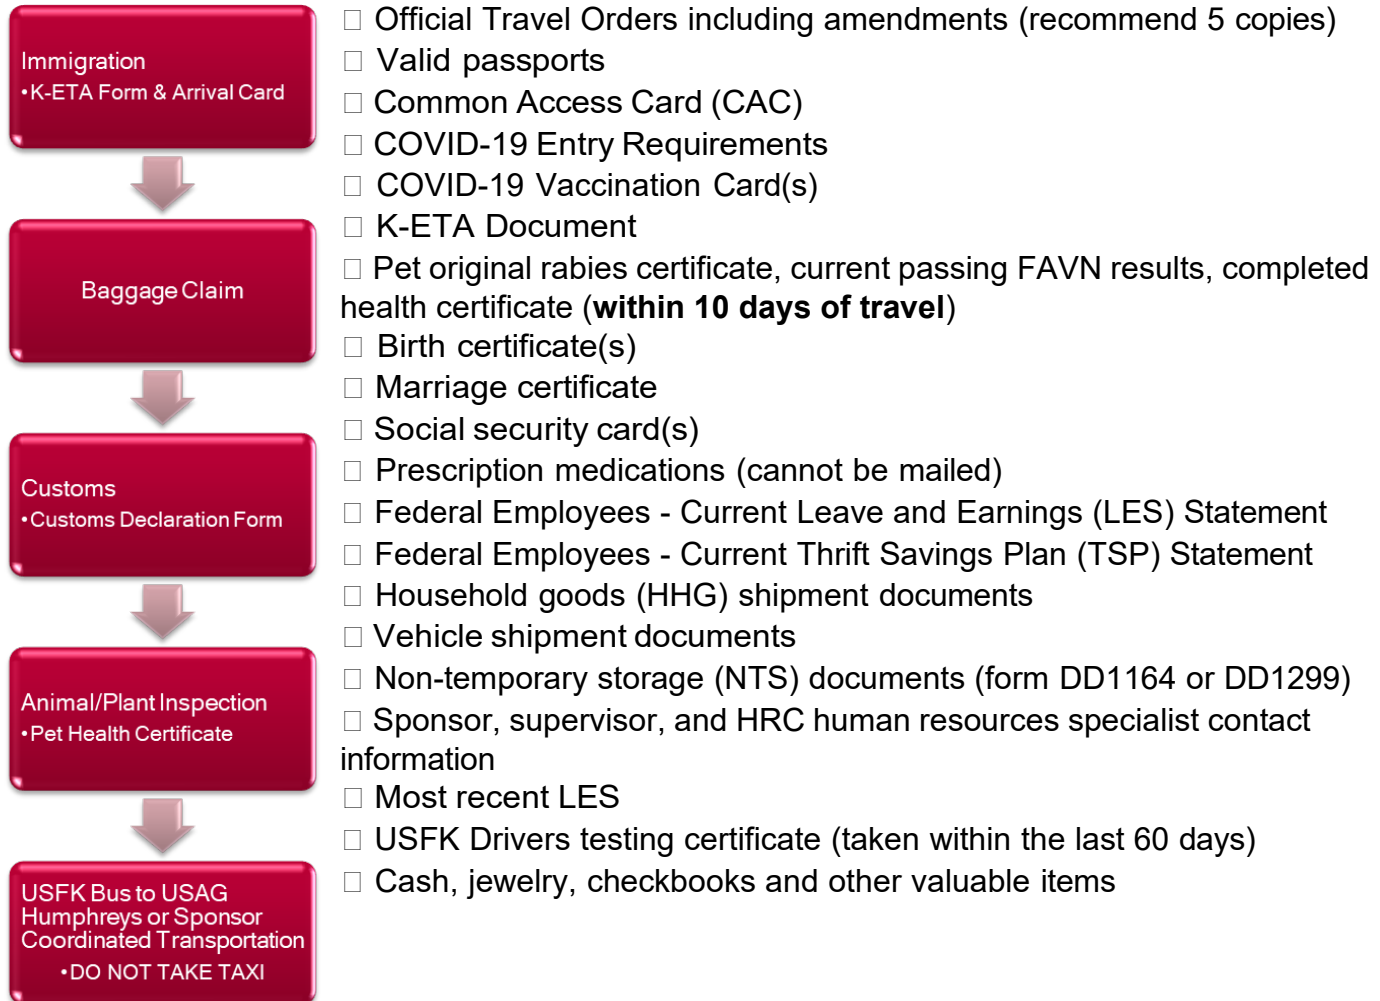 Immigration
•K-ETA Form & Arrival Card
Baggage Claim
Customs
•Customs Declaration Form
Animal/Plant Inspection
•Pet Health Certificate
USFK Bus to USAG
Humphreys or Sponsor
Coordinated Transportation
•DO NOT TAKE TAXI
□ Official Travel Orders including amendments (recommend 5 copies)
□ Valid passports
□ Common Access Card (CAC)
□ COVID-19 Entry Requirements
□ COVID-19 Vaccination Card(s)
□ K-ETA Document
□ Pet original rabies certificate, current passing FAVN results, completed
health certificate (within 10 days of travel)
□ Birth certificate(s)
□ Marriage certificate
□ Social security card(s)
□ Prescription medications (cannot be mailed)
□ Federal Employees - Current Leave and Earnings (LES) Statement
□ Federal Employees - Current Thrift Savings Plan (TSP) Statement
□ Household goods (HHG) shipment documents
□ Vehicle shipment documents
□ Non-temporary storage (NTS) documents (form DD1164 or DD1299)
□ Sponsor, supervisor, and HRC human resources specialist contact
information
□ Most recent LES
□ USFK Drivers testing certificate (taken within the last 60 days)
□ Cash, jewelry, checkbooks and other valuable items